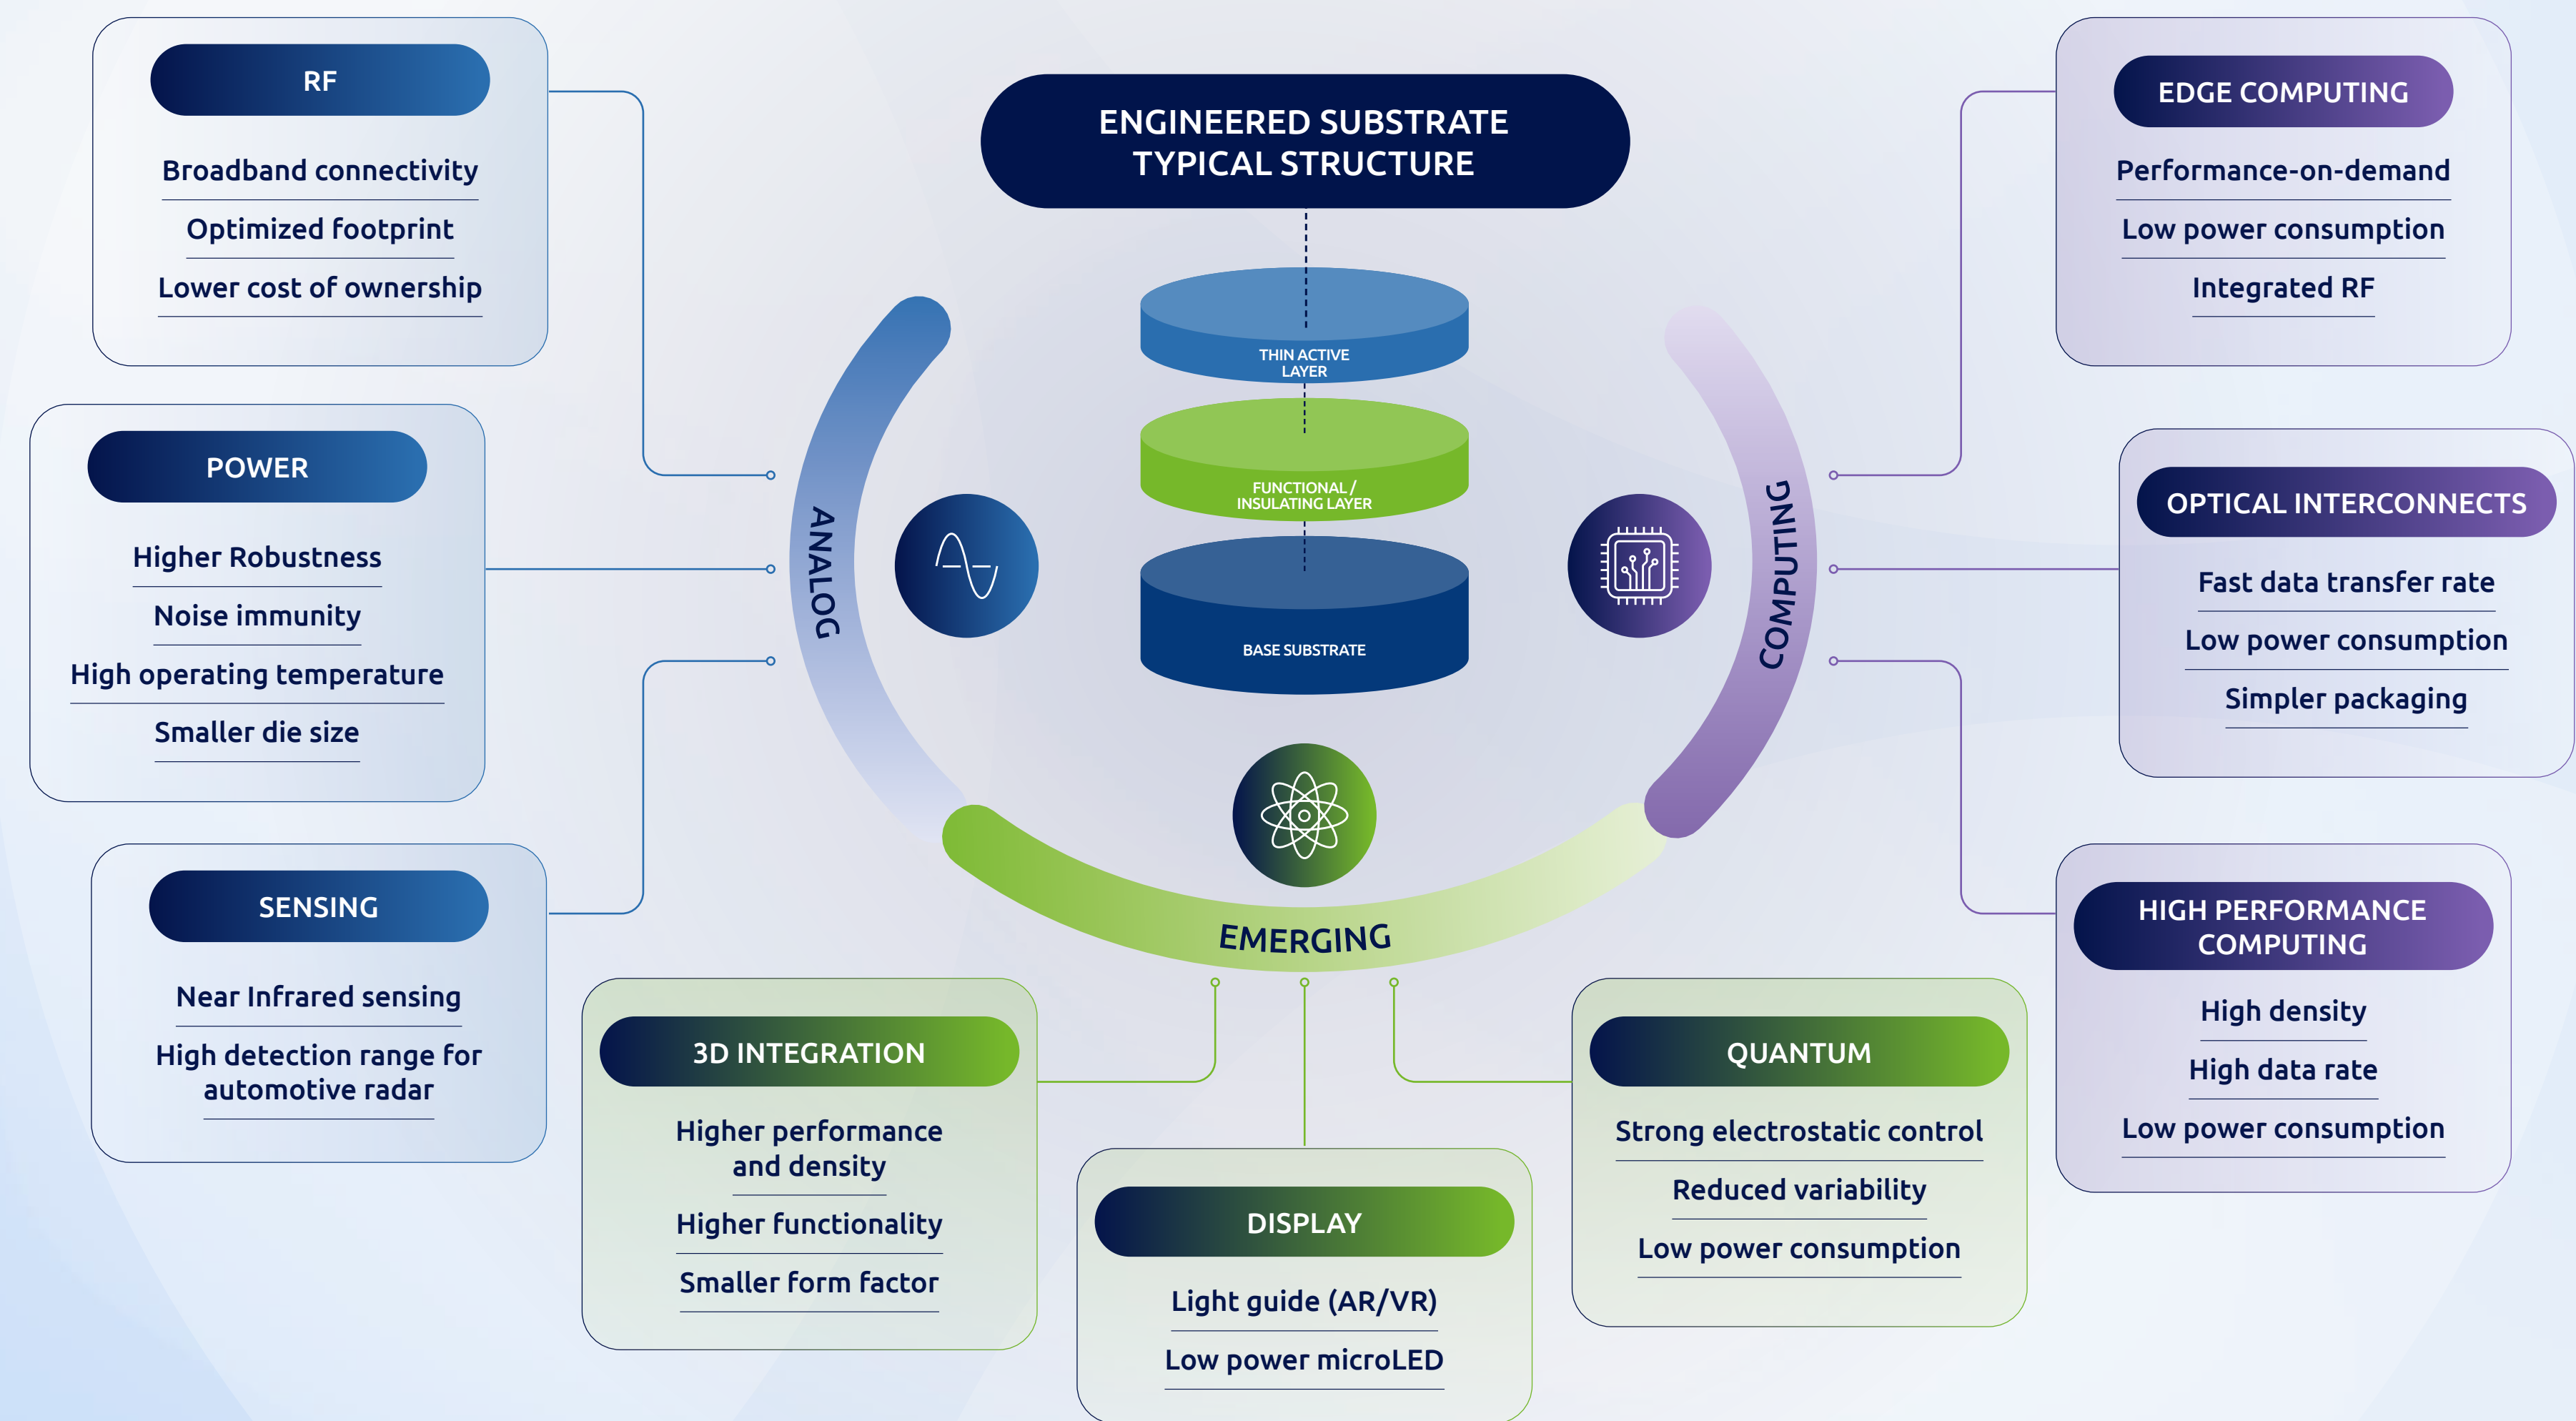 ENGINEERED SUBSTRATE
TYPICAL STRUCTURE
THIN ACTIVE
LAYER
FUNCTIONAL /
INSULATING LAYER
BASE SUBSTRATE
ANALOG
RF
Broadband connectivity
Optimized footprint
Lower cost of ownership
POWER
Higher Robustness
Noise immunity
High operating temperature
Smaller die size
SENSING
Near Infrared sensing
High detection range for
automotive radar
EMERGING
3D INTEGRATION
Higher performance
and density
Higher functionality
Smaller form factor
DISPLAY
Light guide (AR/VR)
Low power microLED
QUANTUM
Strong electrostatic control
Reduced variability
Low power consumption
COMPUTING
EDGE COMPUTING
Performance-on-demand
Low power consumption
Integrated RF
OPTICAL INTERCONNECTS
Fast data transfer rate
Low power consumption
Simpler packaging
HIGH PERFORMANCE
COMPUTING
High density
High data rate
Low power consumption